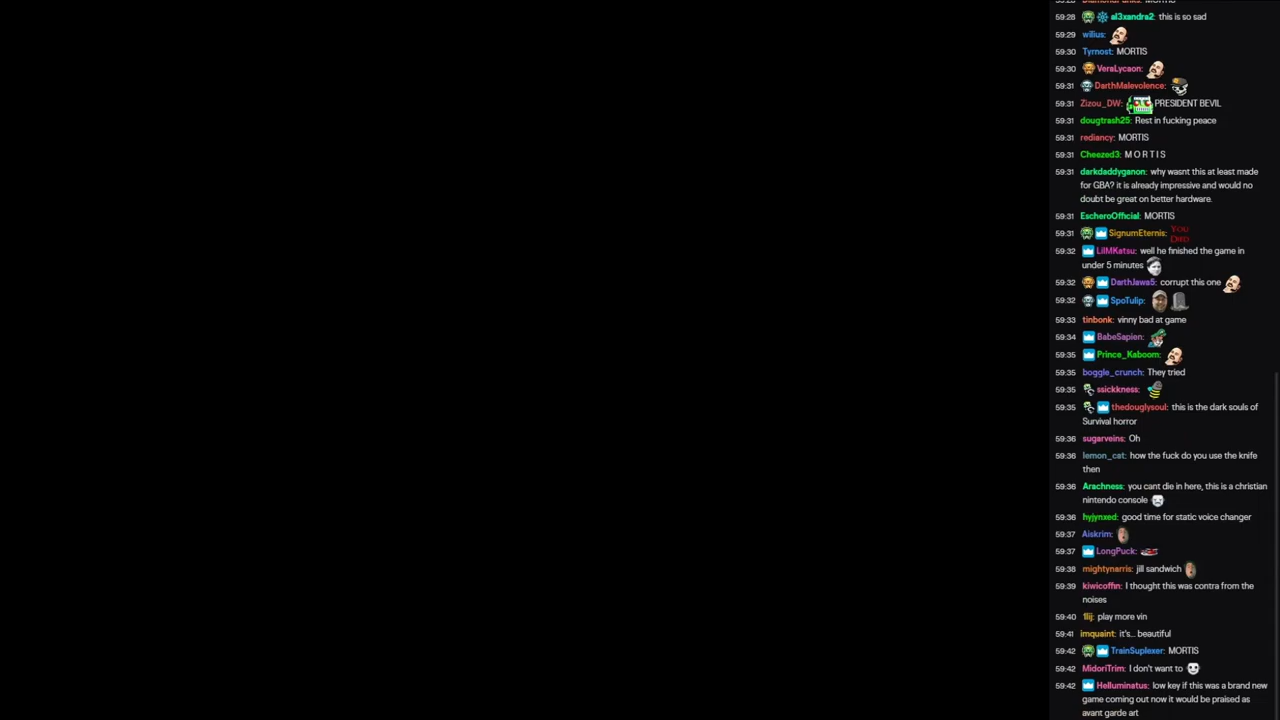 59:28 al3xandra2: this is so sad
59:29 wilius:
59:30 Tyrnost: MORTIS
59:30 VeraLycaon:
59:31 DarthMalevolence:
59:31 Zizou_DW: PRESIDENT BEVIL
59:31 dougtrash25: Rest in fucking peace
59:31 rediancy: MORTIS
59:31 Cheezed3: M O R T I S
59:31 darkdaddyganon: why wasnt this at least made
for GBA? it is already impressive and would no
doubt be great on better hardware.
59:31 EscheroOfficial: MORTIS
59:31 SignumEternis: YOU
DIED
59:32 LilMKatsu: well he finished the game in
under 5 minutes
59:32 DarthJawa5: corrupt this one
59:32 SpoTulip:
59:33 tinbonk: vinny bad at game
59:34 BabeSapien:
59:35 Prince_Kaboom:
59:35 boggle_crunch: They tried
59:35 ssickkness:
59:35 thedouglysoul: this is the dark souls of
Survival horror
59:36 sugarveins: Oh
59:36 lemon_cat: how the fuck do you use the knife
then
59:36 Arachness: you cant die in here, this is a christian
nintendo console
59:36 hyjynxed: good time for static voice changer
59:37 Aiskrim:
59:37 LongPuck:
59:38 mightynarris: jill sandwich
59:39 kiwicoffin: I thought this was contra from the
noises
59:40 1lij: play more vin
59:41 imquaint: it's... beautiful
59:42 TrainSuplexer: MORTIS
59:42 MidoriTrim: I don't want to
59:42 Helluminatus: low key if this was a brand new
game coming out now it would be praised as
avant garde art